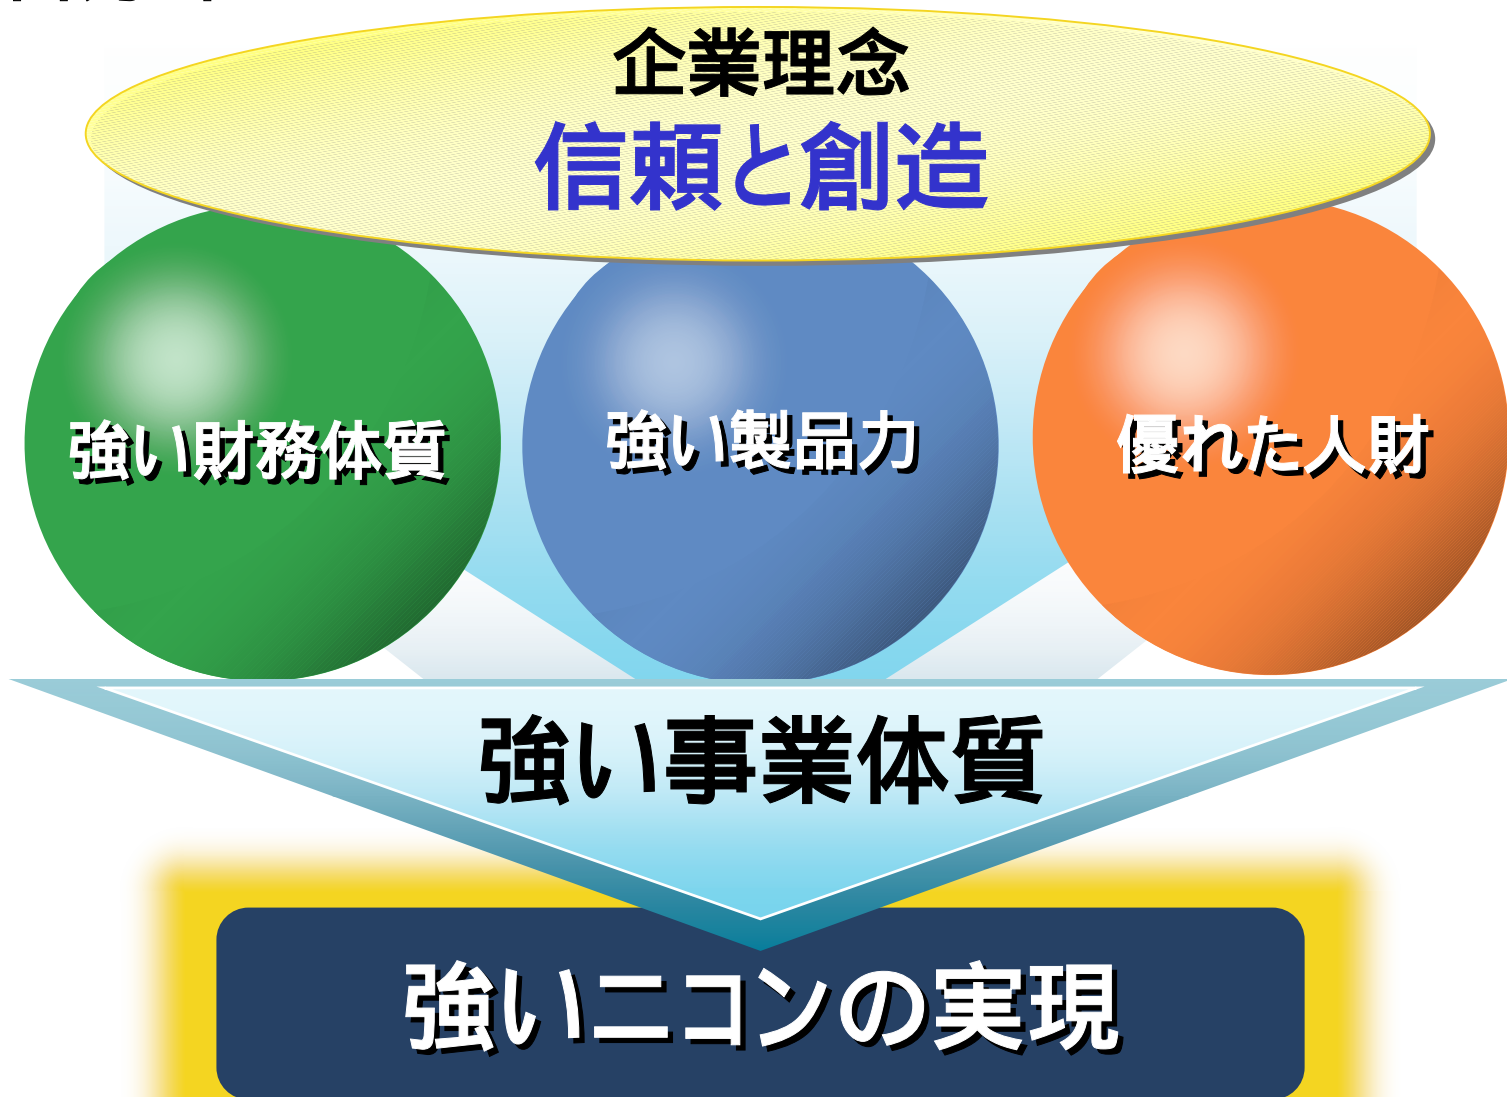 企業理念
信頼と創造
強い財務体質
強い製品力
優れた人財
強い事業体質
強いニコンの実現